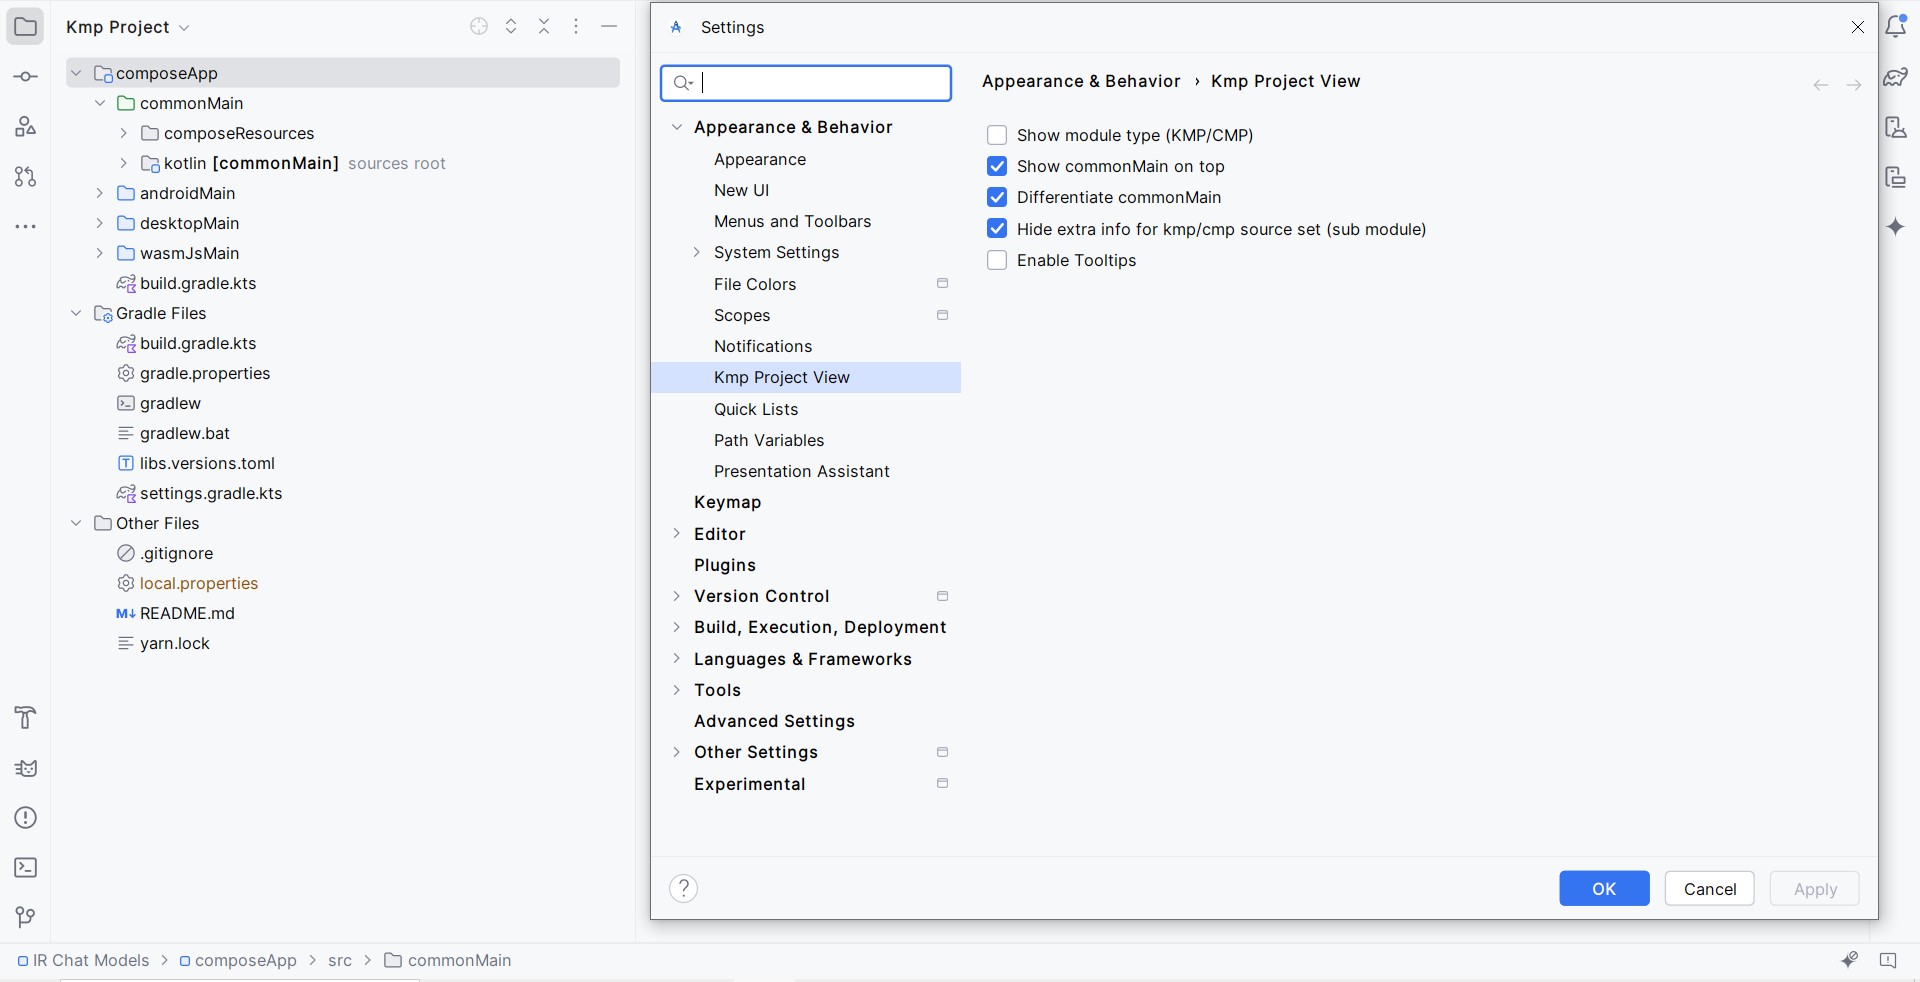 Kmp Project
composeApp
commonMain
composeResources
kotlin [commonMain] sources root
androidMain
desktopMain
wasmJsMain
build.gradle.kts
Gradle Files
build.gradle.kts
gradle.properties
gradlew
gradlew.bat
libs.versions.toml
settings.gradle.kts
Other Files
.gitignore
local.properties
M↓ README.md
yarn.lock
Settings
Appearance & Behavior
Appearance
New UI
Menus and Toolbars
System Settings
File Colors
Scopes
Notifications
Kmp Project View
Quick Lists
Path Variables
Presentation Assistant
Keymap
Editor
Plugins
Version Control
Build, Execution, Deployment
Languages & Frameworks
Tools
Advanced Settings
Other Settings
Experimental
Appearance & Behavior › Kmp Project View
Show module type (KMP/CMP)
Show commonMain on top
Differentiate commonMain
Hide extra info for kmp/cmp source set (sub module)
Enable Tooltips
?
OK Cancel Apply
IR Chat Models > composeApp > src > commonMain